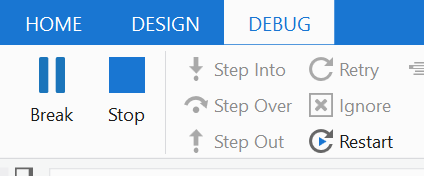 HOME DESIGN DEBUG
Step Into Retry
Break Stop Step Over Ignore
Step Out Restart